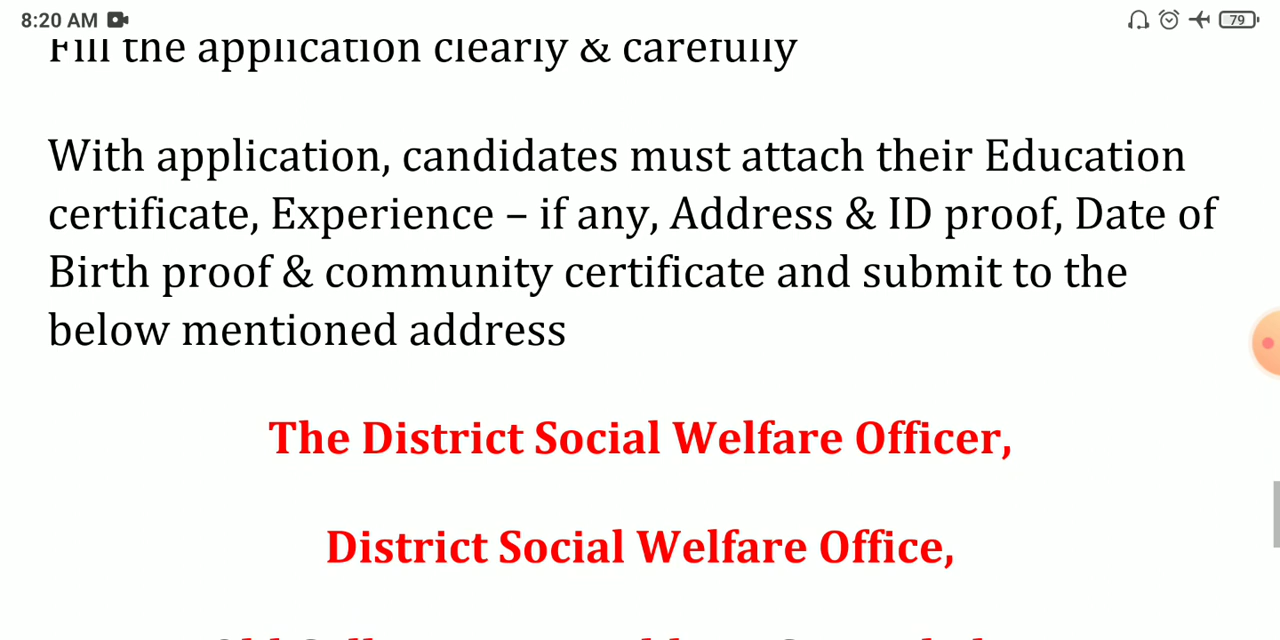 8:20 AM
79
Fill the application clearly & carefully
With application, candidates must attach their Education
certificate, Experience – if any, Address & ID proof, Date of
Birth proof & community certificate and submit to the
below mentioned address
The District Social Welfare Officer,
District Social Welfare Office,